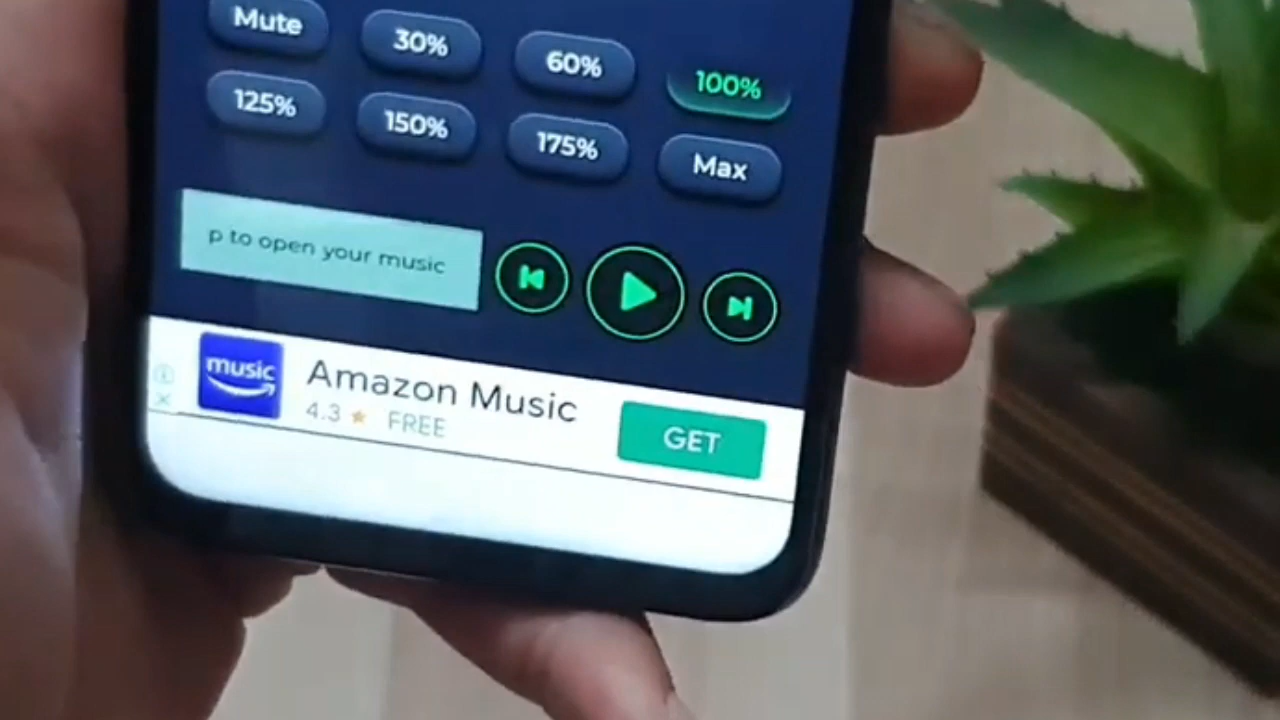 Mute 30% 60% 100%
125% 150% 175% Max
p to open your music
music
Amazon Music
4.3 ★ FREE
GET